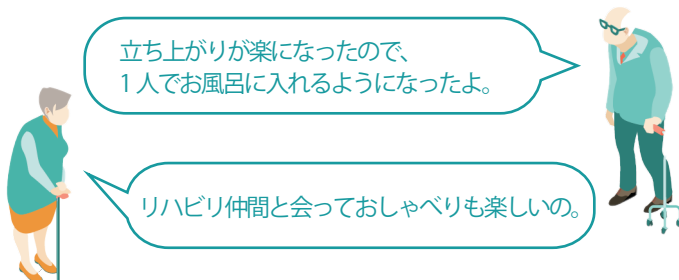 立ち上がりが楽になったので、
1人でお風呂に入れるようになったよ。
リハビリ仲間と会っておしゃべりも楽しいの。